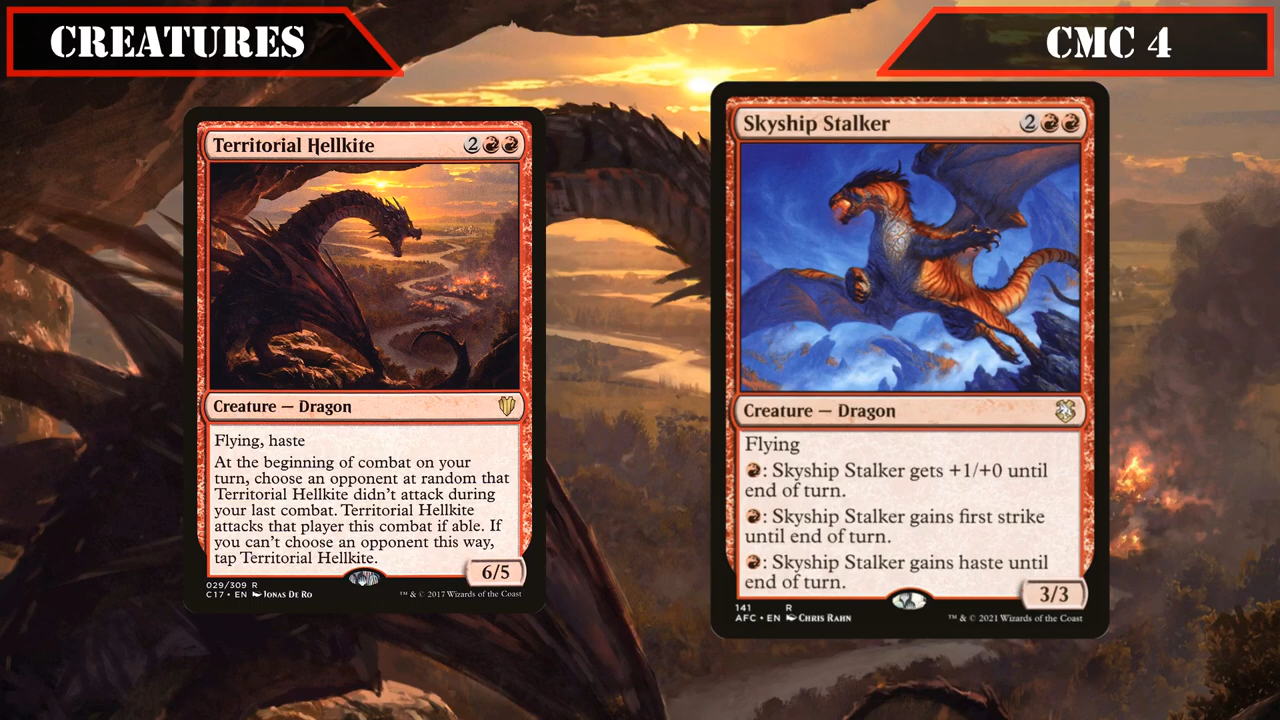 CREATURES
CMC 4
Territorial Hellkite 2
Creature — Dragon
Flying, haste
At the beginning of combat on your
turn, choose an opponent at random that
Territorial Hellkite didn't attack during
your last combat. Territorial Hellkite
attacks that player this combat if able. If
you can't choose an opponent this way,
tap Territorial Hellkite.
6/5
029/309 R
C17 • EN Jonas De Ro
™ & © 2017 Wizards of the Coast
Skyship Stalker 2
Creature — Dragon
Flying
: Skyship Stalker gets +1/+0 until
end of turn.
: Skyship Stalker gains first strike
until end of turn.
: Skyship Stalker gains haste until
end of turn.
3/3
141 R
AFC • EN Chris Rahn
™ & © 2021 Wizards of the Coast